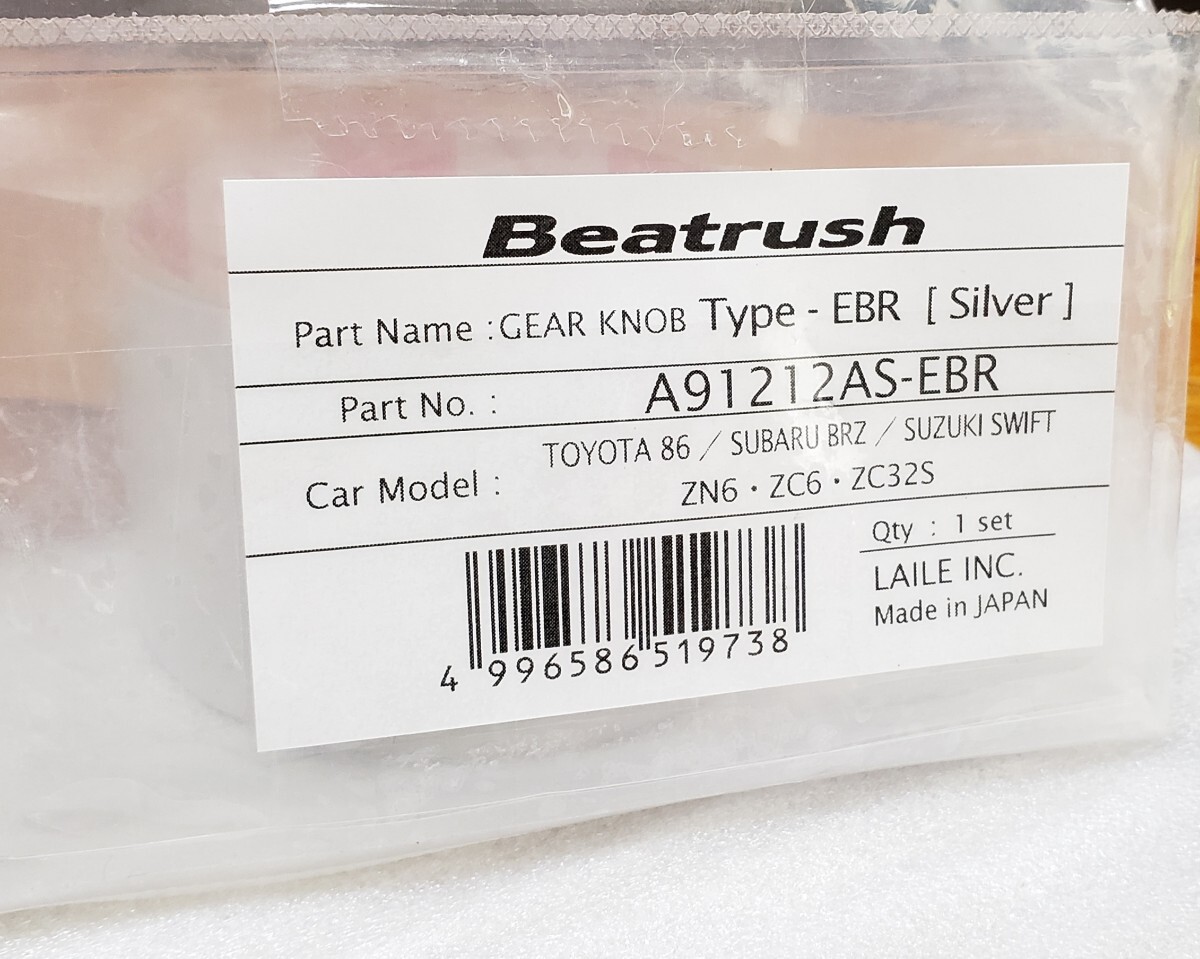 Beatrush
Part Name : GEAR KNOB Type - EBR [ Silver ]
Part No. : A91212AS-EBR
Car Model : TOYOTA 86 / SUBARU BRZ / SUZUKI SWIFT
ZN6・ZC6・ZC32S
Qty : 1 set
LAILE INC.
Made in JAPAN
4 996586 519738